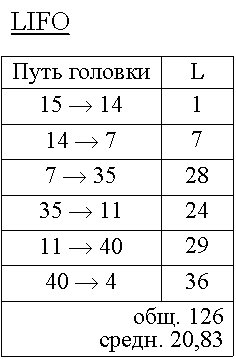 LIFO
Путь головки L
15 → 14 1
14 → 7 7
7 → 35 28
35 → 11 24
11 → 40 29
40 → 4 36
общ. 126
средн. 20,83